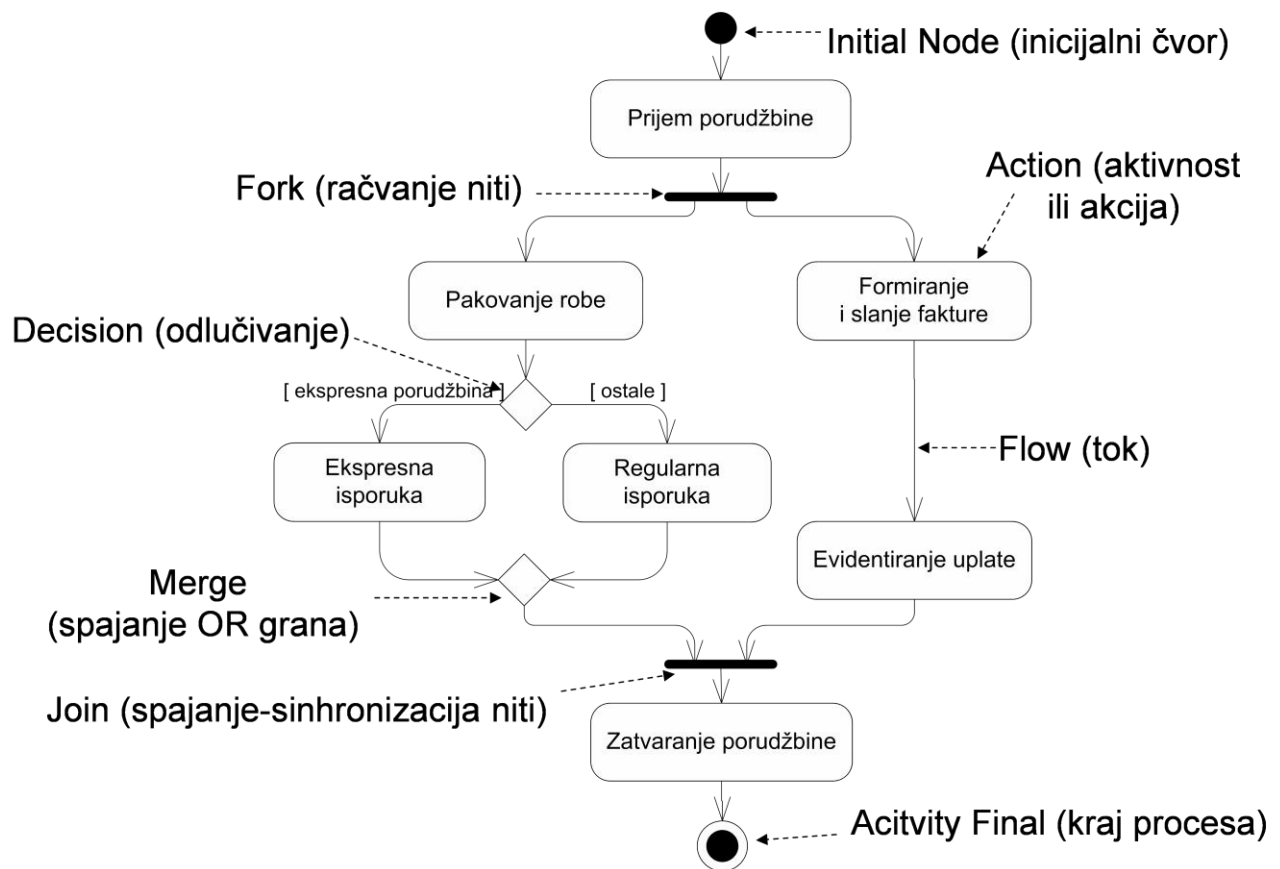 Initial Node (inicijalni čvor)
Prijem porudžbine
Fork (račvanje niti)
Action (aktivnost
ili akcija)
Pakovanje robe
Formiranje
i slanje fakture
Decision (odlučivanje)
[ ekspresna porudžbina ]
[ ostale ]
Ekspresna
isporuka
Regularna
isporuka
Flow (tok)
Evidentiranje uplate
Merge
(spajanje OR grana)
Join (spajanje-sinhronizacija niti)
Zatvaranje porudžbine
Acitvity Final (kraj procesa)